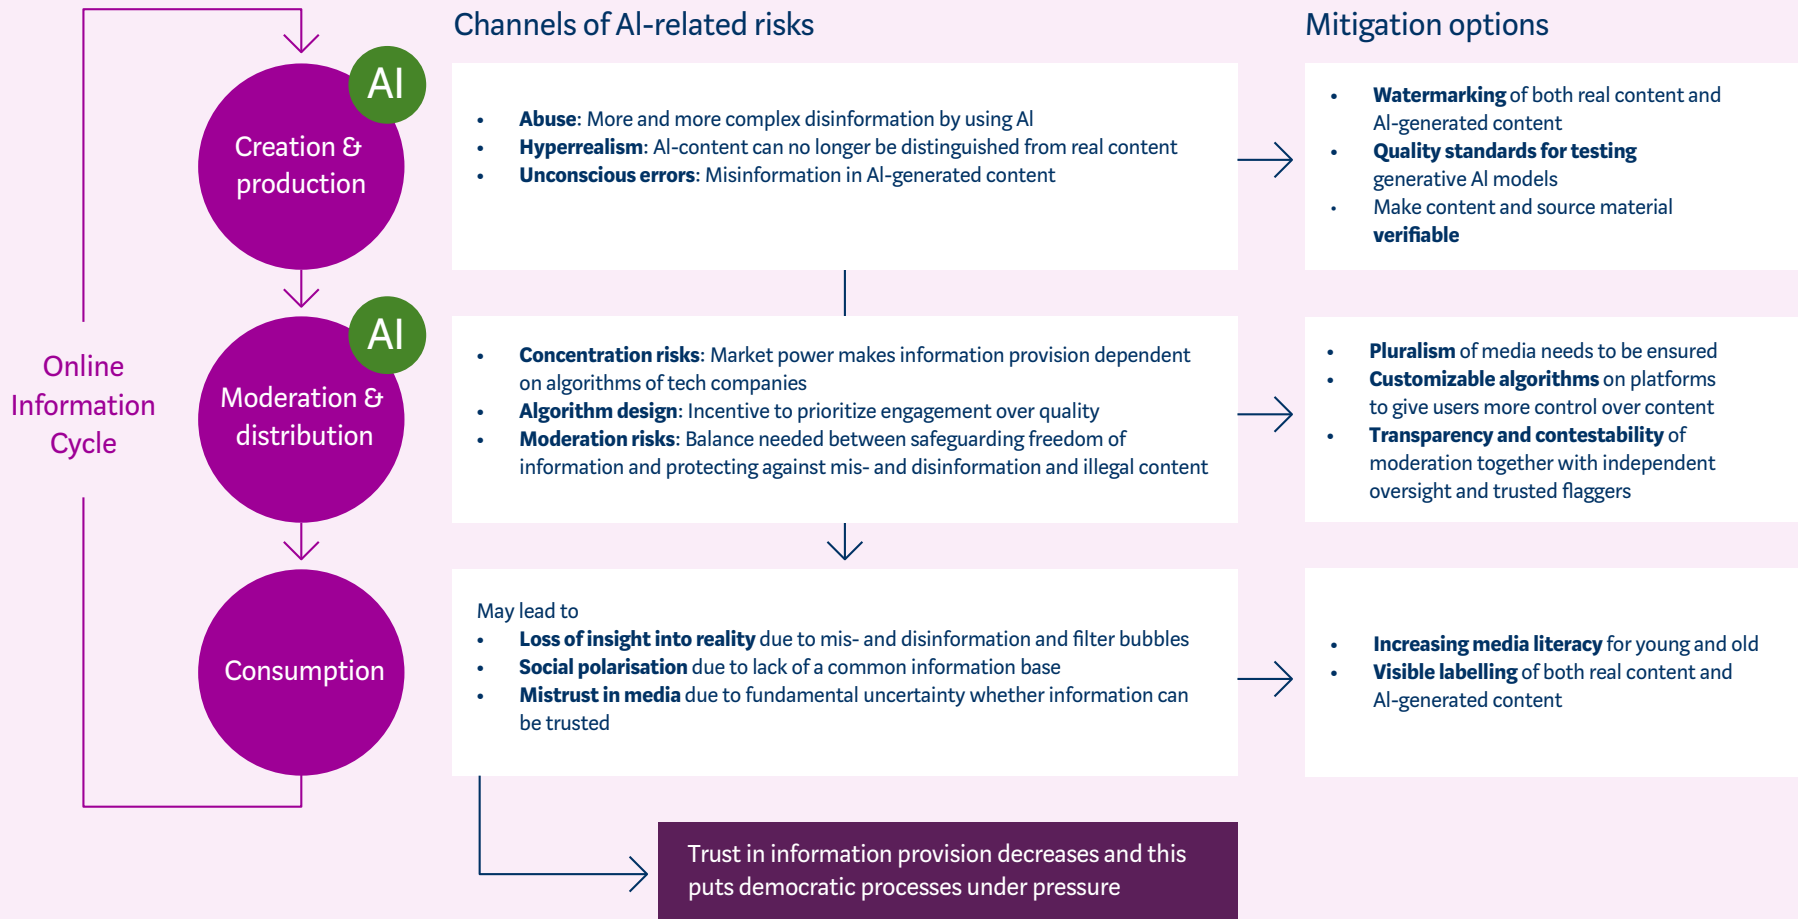 Channels of AI-related risks
Mitigation options
Online
Information
Cycle
AI
Creation &
production
• Abuse: More and more complex disinformation by using AI
• Hyperrealism: AI-content can no longer be distinguished from real content
• Unconscious errors: Misinformation in AI-generated content
• Watermarking of both real content and
AI-generated content
• Quality standards for testing
generative AI models
• Make content and source material
verifiable
AI
Moderation &
distribution
• Concentration risks: Market power makes information provision dependent
on algorithms of tech companies
• Algorithm design: Incentive to prioritize engagement over quality
• Moderation risks: Balance needed between safeguarding freedom of
information and protecting against mis- and disinformation and illegal content
• Pluralism of media needs to be ensured
• Customizable algorithms on platforms
to give users more control over content
• Transparency and contestability of
moderation together with independent
oversight and trusted flaggers
Consumption
May lead to
• Loss of insight into reality due to mis- and disinformation and filter bubbles
• Social polarisation due to lack of a common information base
• Mistrust in media due to fundamental uncertainty whether information can
be trusted
• Increasing media literacy for young and old
• Visible labelling of both real content and
AI-generated content
Trust in information provision decreases and this
puts democratic processes under pressure